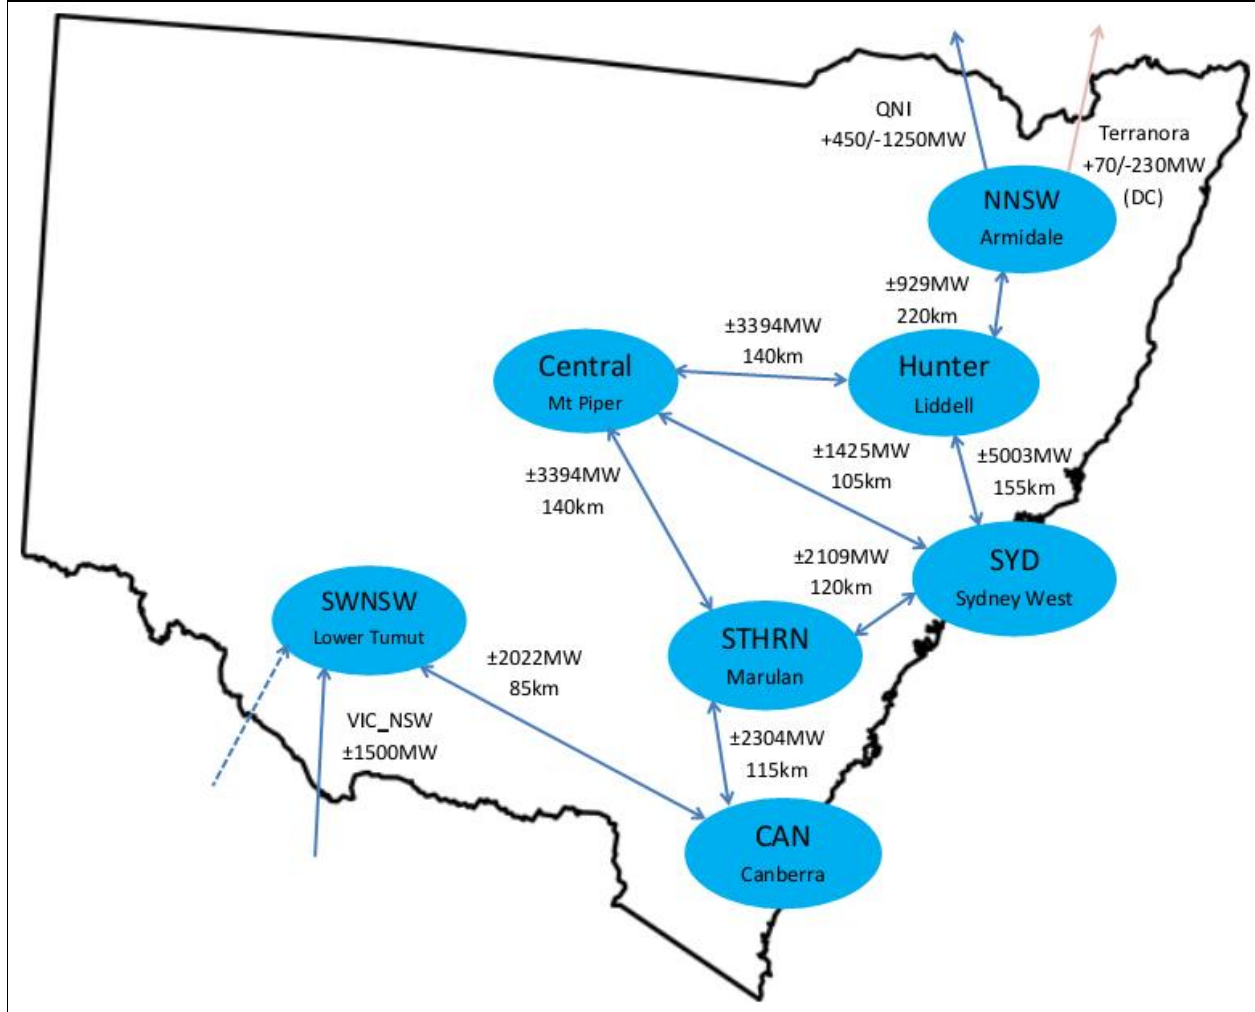 QNI
+450/-1250MW
Terranora
+70/-230MW
(DC)
NNSW
Armidale
±929MW
220km
±3394MW
140km
Central
Mt Piper
Hunter
Liddell
±1425MW
105km
±5003MW
155km
±3394MW
140km
±2109MW
120km
SYD
Sydney West
SWNSW
Lower Tumut
STHRN
Marulan
±2022MW
85km
VIC_NSW
±1500MW
±2304MW
115km
CAN
Canberra